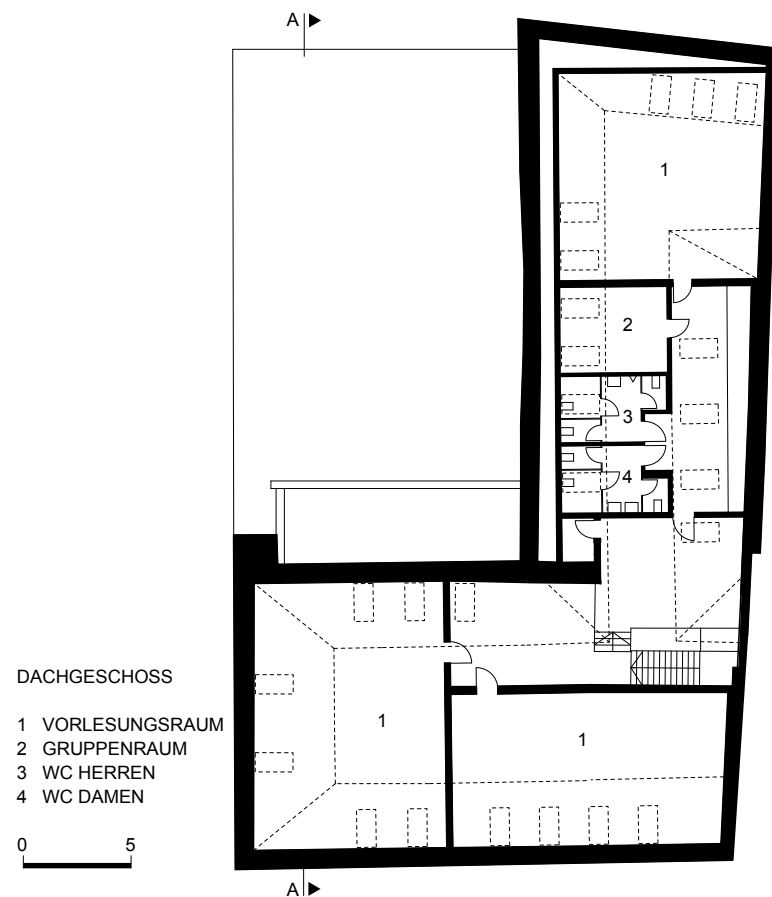 A
1
2
3
4
1
1
DACHGESCHOSS
1 VORLESUNGSRAUM
2 GRUPPENRAUM
3 WC HERREN
4 WC DAMEN
0 5
A